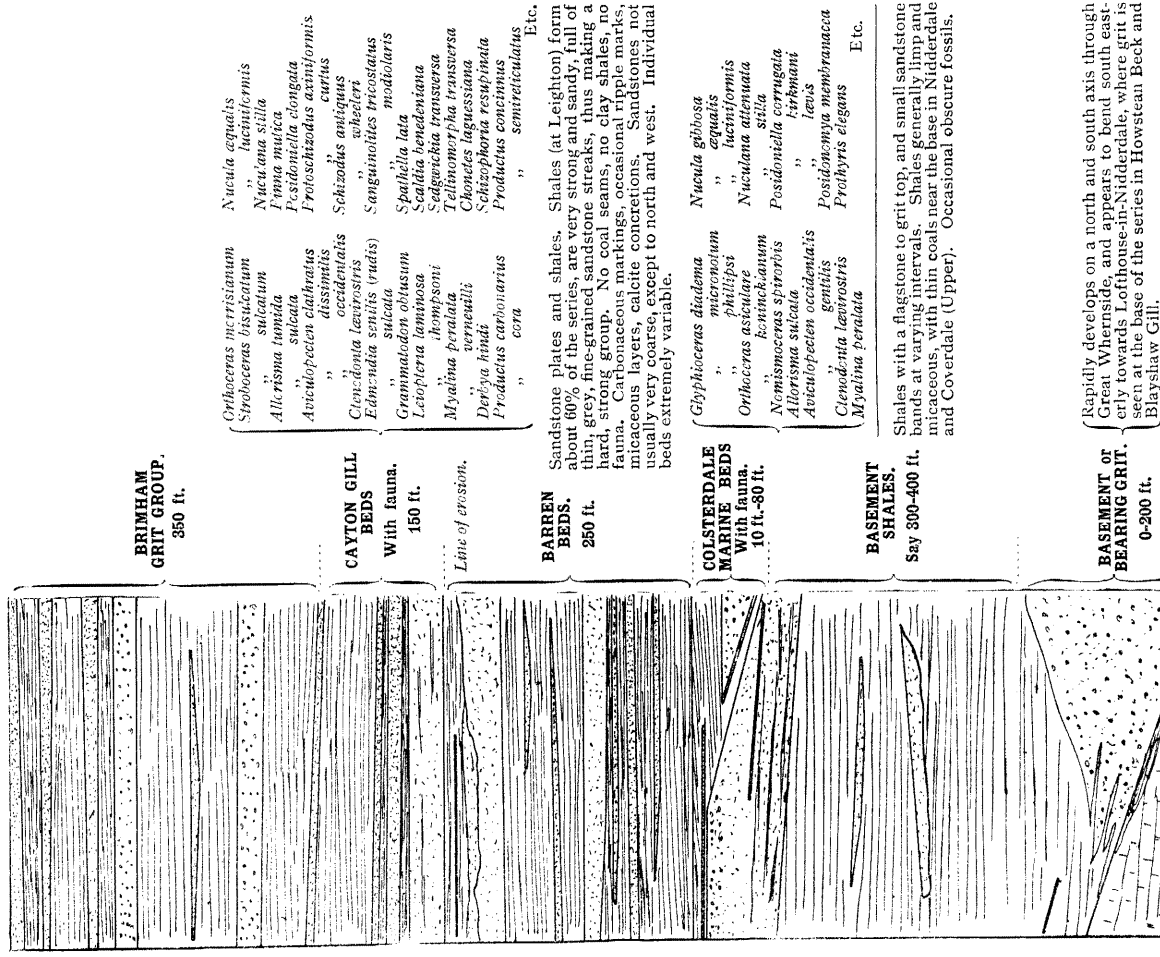 BRIMHAM
GRIT GROUP.
350 ft.
CAYTON GILL
BEDS
With fauna.
150 ft.
Orthoceras morrisianum
Stroboceras bisulcatum
„ sulcatum
Allorisma tumida
„ sulcata
Aviculopecten clathratus
„ dissimilis
„ occidentalis
Ctenodonta lævirostris
Edmondia senilis (rudis)
„ sulcata
Grammatodon obtusum
Leiopteria laminosa
„ thompsoni
Myalina peralata
„ verneuilli
Derbya hindi
Productus carbonarius
„ cora
Nucula æqualis
„ luciniformis
Nuculana stilla
Pinna mutica
Posidoniella elongata
Protoschizodus axiniformis
„ curtus
Schizodus antiquus
„ wheeleri
Sanguinolites tricostatus
„ modiolaris
Spathella lata
Scaldia benedeniana
Sedgwickia transversa
Tellinomorpha transversa
Chonetes laguessiana
Schizophoria resupinata
Productus concinnus
„ semireticulatus
Etc.
Line of erosion.
BARREN
BEDS.
250 ft.
Sandstone plates and shales. Shales (at Leighton) form
about 60% of the series, are very strong and sandy, full of
thin, grey, fine-grained sandstone streaks, thus making a
hard, strong group. No coal seams, no clay shales, no
fauna. Carbonaceous markings, occasional ripple marks,
micaceous layers, calcite concretions. Sandstones not
usually very coarse, except to north and west. Individual
beds extremely variable.
COLSTERDALE
MARINE BEDS
With fauna.
10 ft.-80 ft.
Glyphioceras diadema
„ micronotum
„ phillipsi
Orthoceras asciculare
„ koninckianum
Nomismoceras spirorbis
Allorisma sulcata
Aviculopecten occidentalis
„ gentilis
Ctenodonta lævirostris
Myalina peralata
Nucula gibbosa
„ æqualis
„ luciniformis
Nuculana attenuata
„ stilla
Posidoniella corrugata
„ kirkmani
„ lævis
Posidonomya membranacea
Prothyris elegans
Etc.
BASEMENT
SHALES.
Say 300-400 ft.
Shales with a flagstone to grit top, and small sandstone
bands at varying intervals. Shales generally limp and
micaceous, with thin coals near the base in Nidderdale
and Coverdale (Upper). Occasional obscure fossils.
BASEMENT or
BEARING GRIT.
0-200 ft.
Rapidly develops on a north and south axis through
Great Whernside, and appears to bend south east-
erly towards Lofthouse-in-Nidderdale, where grit is
seen at the base of the series in Howstean Beck and
Blayshaw Gill.